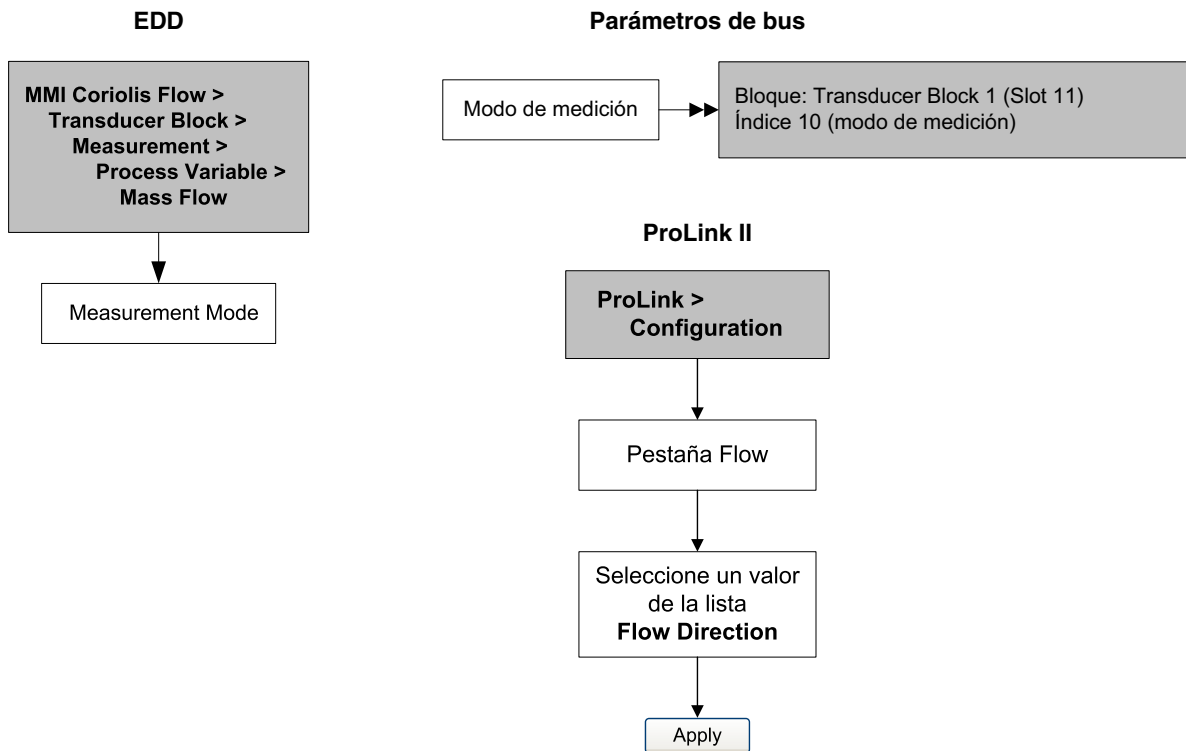 EDD
MMI Coriolis Flow >
Transducer Block >
Measurement >
Process Variable >
Mass Flow
Measurement Mode
Parámetros de bus
Modo de medición
Bloque: Transducer Block 1 (Slot 11)
Índice 10 (modo de medición)
ProLink II
ProLink >
Configuration
Pestaña Flow
Seleccione un valor
de la lista
Flow Direction
Apply